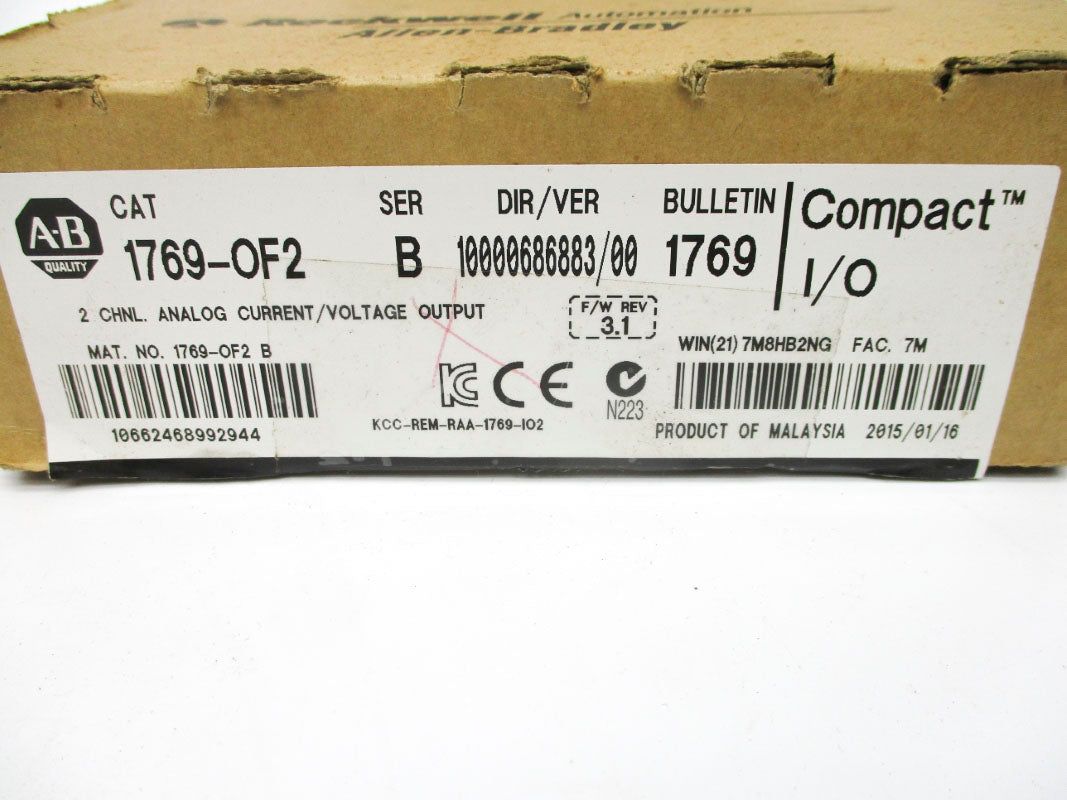 Rockwell Automation
Allen-Bradley
A-B
QUALITY
CAT SER DIR/VER BULLETIN
1769-OF2 B 10000686883/00 1769
Compact™
I/O
2 CHNL. ANALOG CURRENT/VOLTAGE OUTPUT
F/W REV
3.1
MAT. NO. 1769-OF2 B
WIN(21) 7M8HB2NG FAC. 7M
KC CE
N223
10662468992944
KCC-REM-RAA-1769-IO2
PRODUCT OF MALAYSIA 2015/01/16